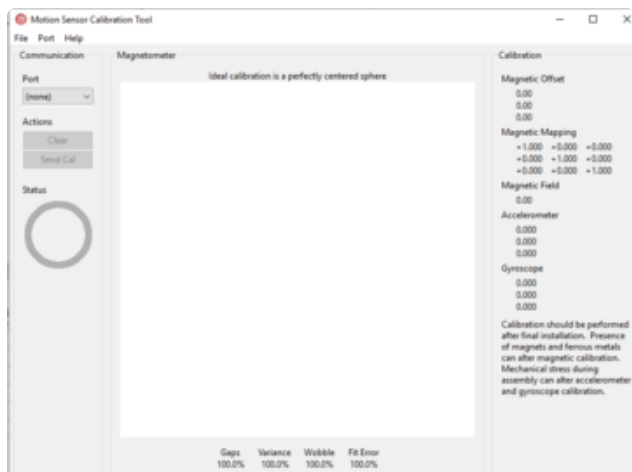 Motion Sensor Calibration Tool
File Port Help
Communication
Port
(none)
Actions
Clear
Send Cal
Status
Magnetometer
Ideal calibration is a perfectly centered sphere
Gaps Variance Wobble Fit Error
100.0% 100.0% 100.0% 100.0%
Calibration
Magnetic Offset
0.00
0.00
0.00
Magnetic Mapping
+1.000 +0.000 +0.000
+0.000 +1.000 +0.000
+0.000 +0.000 +1.000
Magnetic Field
0.00
Accelerometer
0.000
0.000
0.000
Gyroscope
0.000
0.000
0.000
Calibration should be performed
after final installation. Presence
of magnets and ferrous metals
can alter magnetic calibration.
Mechanical stress during
assembly can alter accelerometer
and gyroscope calibration.